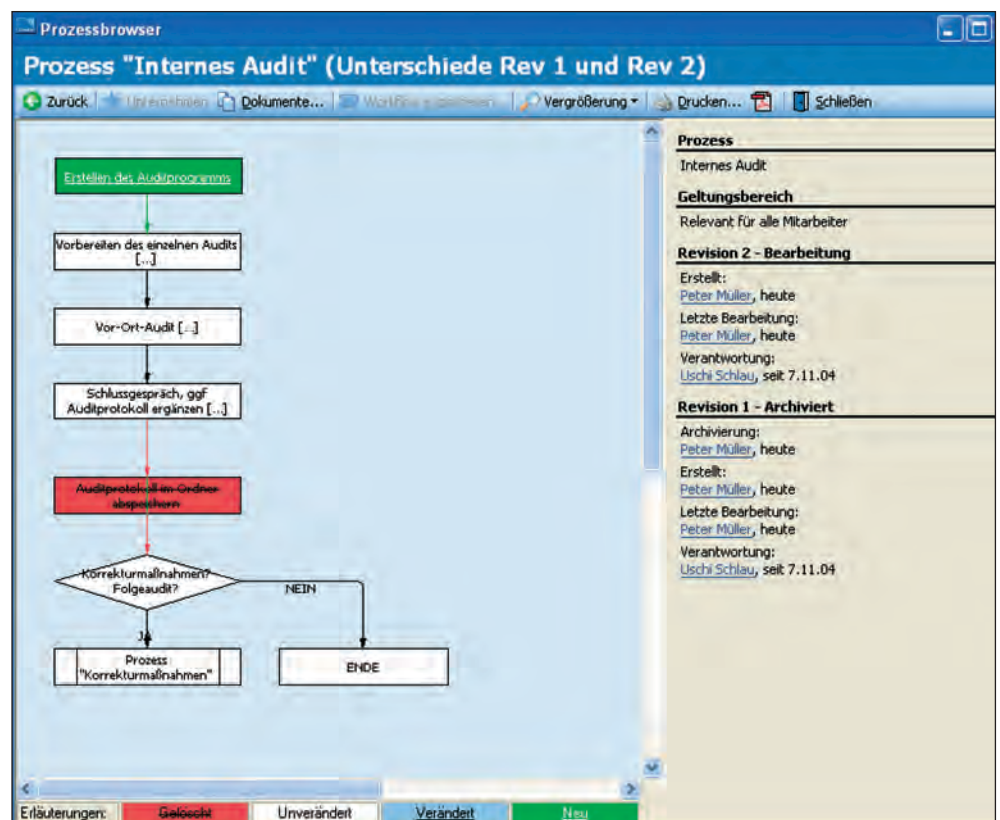 Prozessbrowser
Prozess "Internes Audit" (Unterschiede Rev 1 und Rev 2)
Zurück Unternehmen Dokumente... Workflow Vergrößerung Drucken... Schließen
Erstellen des Auditprogramms
Vorbereiten des einzelnen Audits
[...]
Vor-Ort-Audit [...]
Schlussgespräch, ggf
Auditprotokoll ergänzen [...]
Auditprotokoll im Ordner
abspeichern
Korrekturmaßnahmen?
Folgeaudit?
NEIN
JA
Prozess
"Korrekturmaßnahmen"
ENDE
Erläuterungen: Gelöscht Unverändert Verändert Neu
Prozess
Internes Audit
Geltungsbereich
Relevant für alle Mitarbeiter
Revision 2 - Bearbeitung
Erstellt:
Peter Müller, heute
Letzte Bearbeitung:
Peter Müller, heute
Verantwortung:
Uschi Schlau, seit 7.11.04
Revision 1 - Archiviert
Archivierung:
Peter Müller, heute
Erstellt:
Peter Müller, heute
Letzte Bearbeitung:
Peter Müller, heute
Verantwortung:
Uschi Schlau, seit 7.11.04